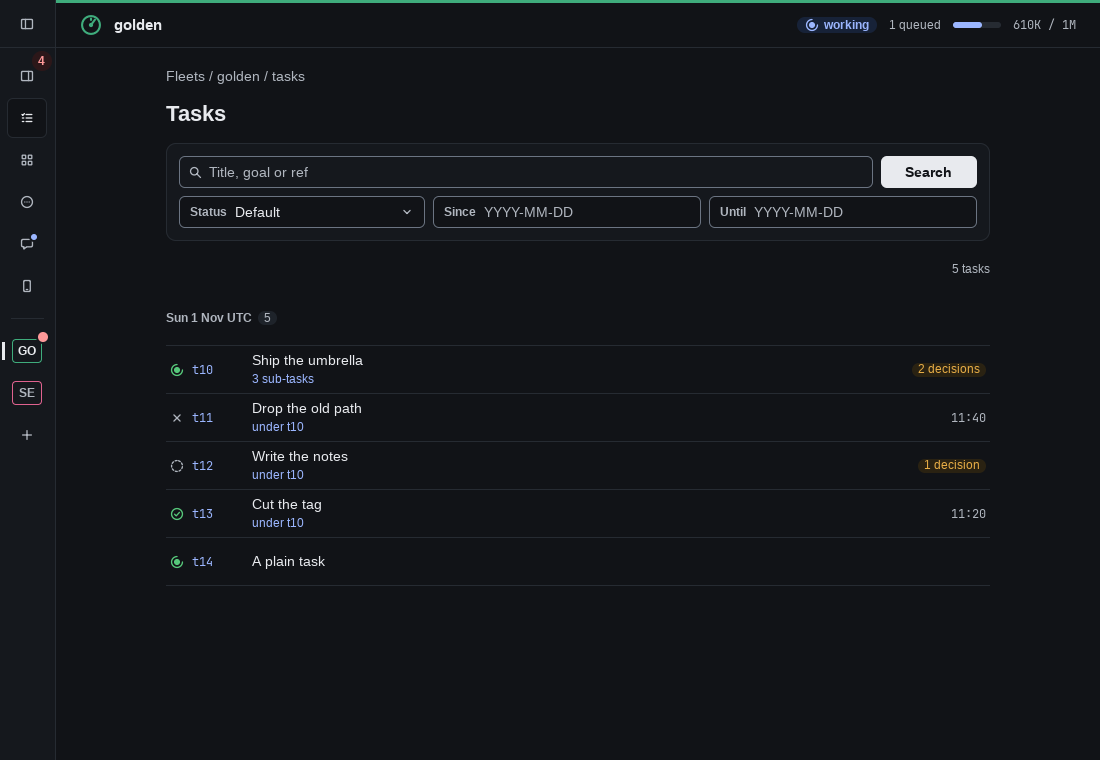 golden
working
1 queued
610K / 1M
4
Fleets / golden / tasks
Tasks
Title, goal or ref
Search
Status Default
Since YYYY-MM-DD
Until YYYY-MM-DD
5 tasks
Sun 1 Nov UTC 5
GO
SE
t10 Ship the umbrella 2 decisions
3 sub-tasks
t11 Drop the old path 11:40
under t10
t12 Write the notes 1 decision
under t10
t13 Cut the tag 11:20
under t10
t14 A plain task